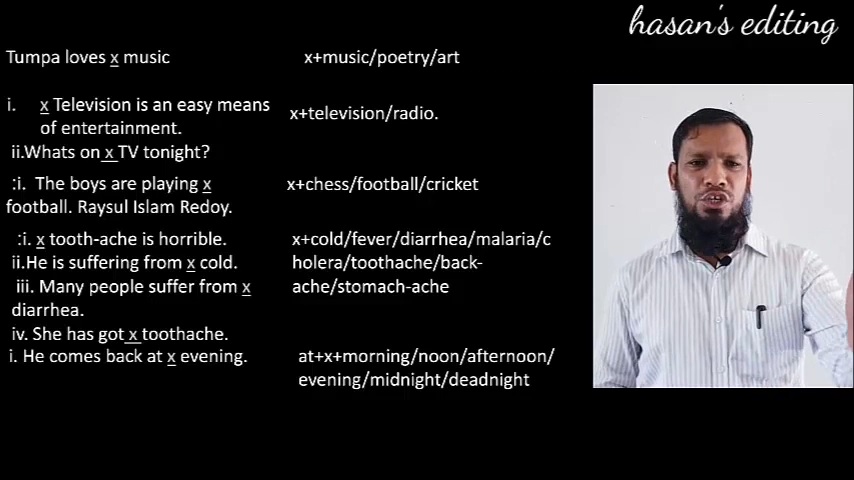 hasan's editing
Tumpa loves x music
x+music/poetry/art
i. x Television is an easy means
of entertainment.
x+television/radio.
ii.Whats on x TV tonight?
:i. The boys are playing x
football. Raysul Islam Redoy.
x+chess/football/cricket
:i. x tooth-ache is horrible.
ii.He is suffering from x cold.
iii. Many people suffer from x
diarrhea.
iv. She has got x toothache.
x+cold/fever/diarrhea/malaria/c
holera/toothache/back-
ache/stomach-ache
i. He comes back at x evening.
at+x+morning/noon/afternoon/
evening/midnight/deadnight